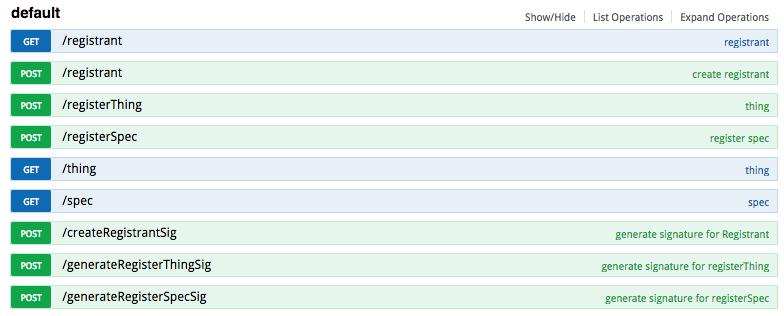 default
Show/Hide | List Operations | Expand Operations
GET /registrant registrant
POST /registrant create registrant
POST /registerThing thing
POST /registerSpec register spec
GET /thing thing
GET /spec spec
POST /createRegistrantSig generate signature for Registrant
POST /generateRegisterThingSig generate signature for registerThing
POST /generateRegisterSpecSig generate signature for registerSpec